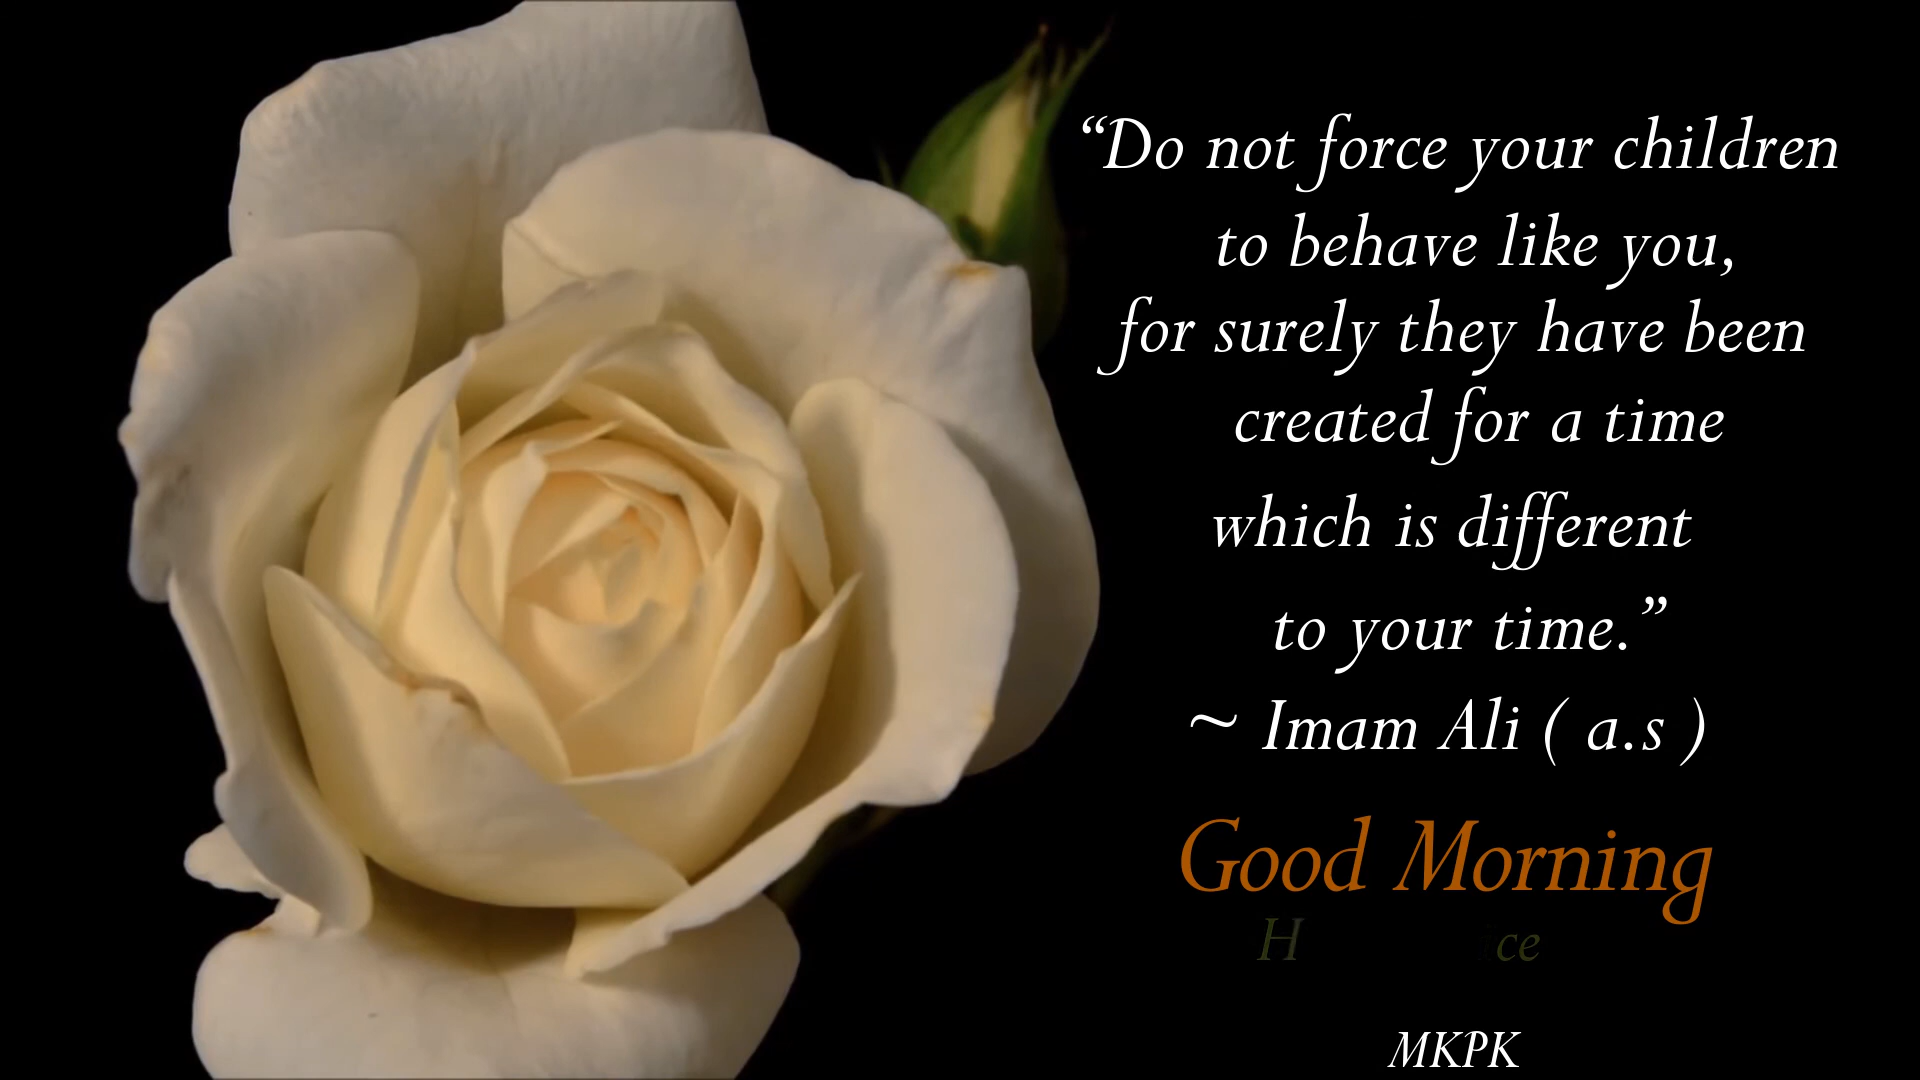 “Do not force your children
to behave like you,
for surely they have been
created for a time
which is different
to your time.”
~ Imam Ali ( a.s )
Good Morning
MKPK